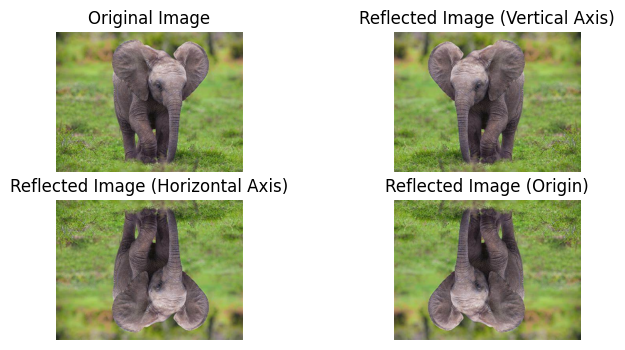 Original Image
Reflected Image (Vertical Axis)
Reflected Image (Horizontal Axis)
Reflected Image (Origin)